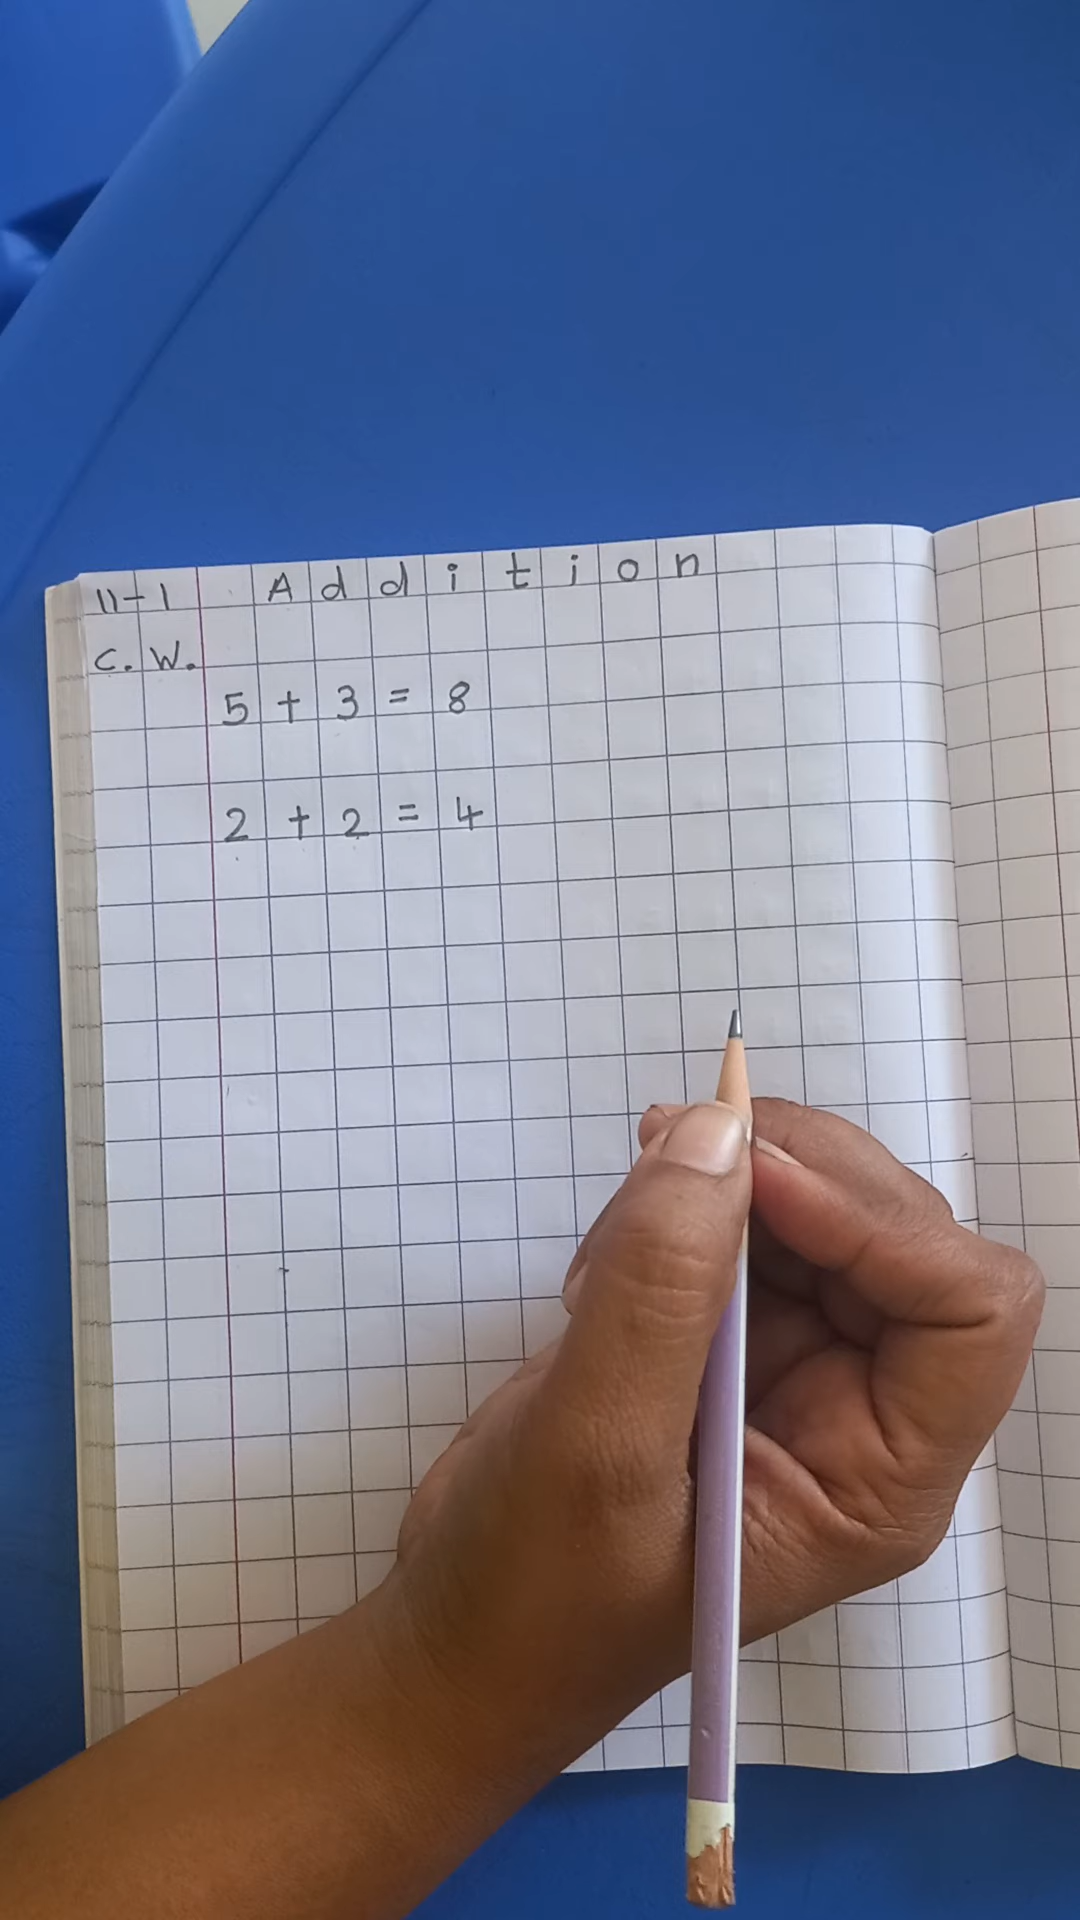 11-1 Addition
C.W.
5 + 3 = 8
2 + 2 = 4